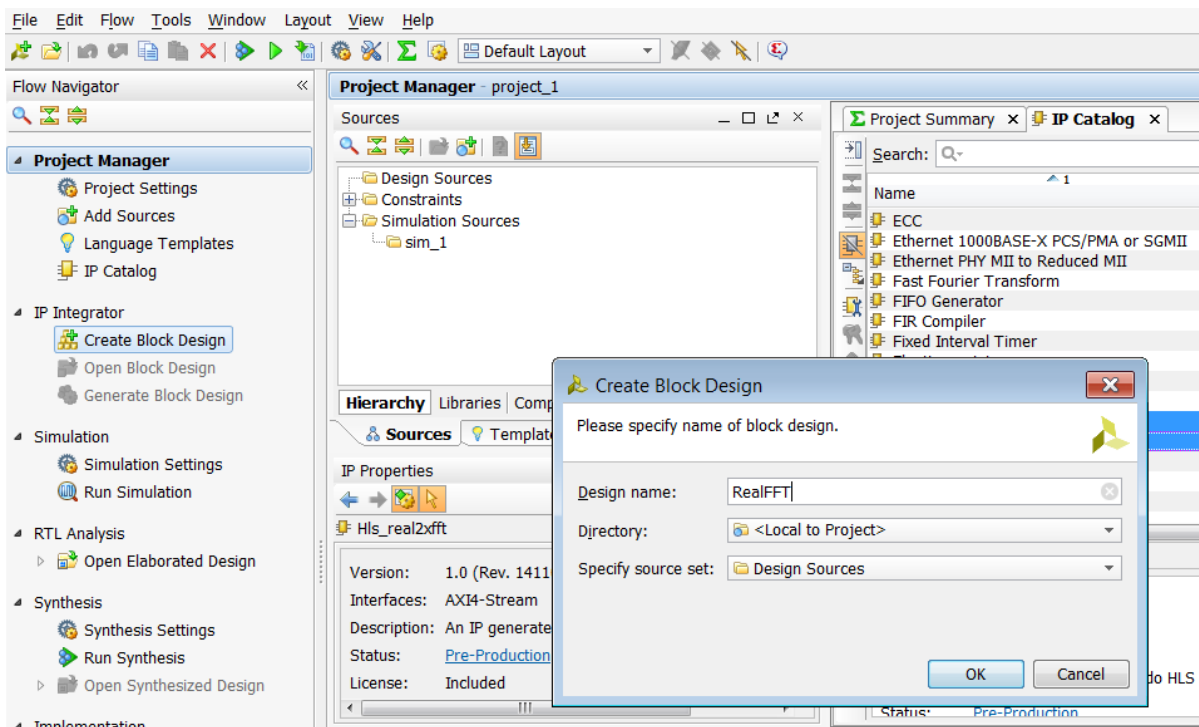 File Edit Flow Tools Window Layout View Help
Default Layout
Flow Navigator
Project Manager
Project Settings
Add Sources
Language Templates
IP Catalog
IP Integrator
Create Block Design
Open Block Design
Generate Block Design
Simulation
Simulation Settings
Run Simulation
RTL Analysis
Open Elaborated Design
Synthesis
Synthesis Settings
Run Synthesis
Open Synthesized Design
Implementation
Project Manager - project_1
Sources
Design Sources
Constraints
Simulation Sources
sim_1
Hierarchy Libraries Comp
Sources Template
IP Properties
Hls_real2xfft
Version: 1.0 (Rev. 1411
Interfaces: AXI4-Stream
Description: An IP generate
Status: Pre-Production
License: Included
Project Summary IP Catalog
Search:
1
Name
ECC
Ethernet 1000BASE-X PCS/PMA or SGMII
Ethernet PHY MII to Reduced MII
Fast Fourier Transform
FIFO Generator
FIR Compiler
Fixed Interval Timer
Create Block Design
Please specify name of block design.
Design name: RealFFT
Directory: <Local to Project>
Specify source set: Design Sources
OK Cancel
do HLS
Status: Pre-Production